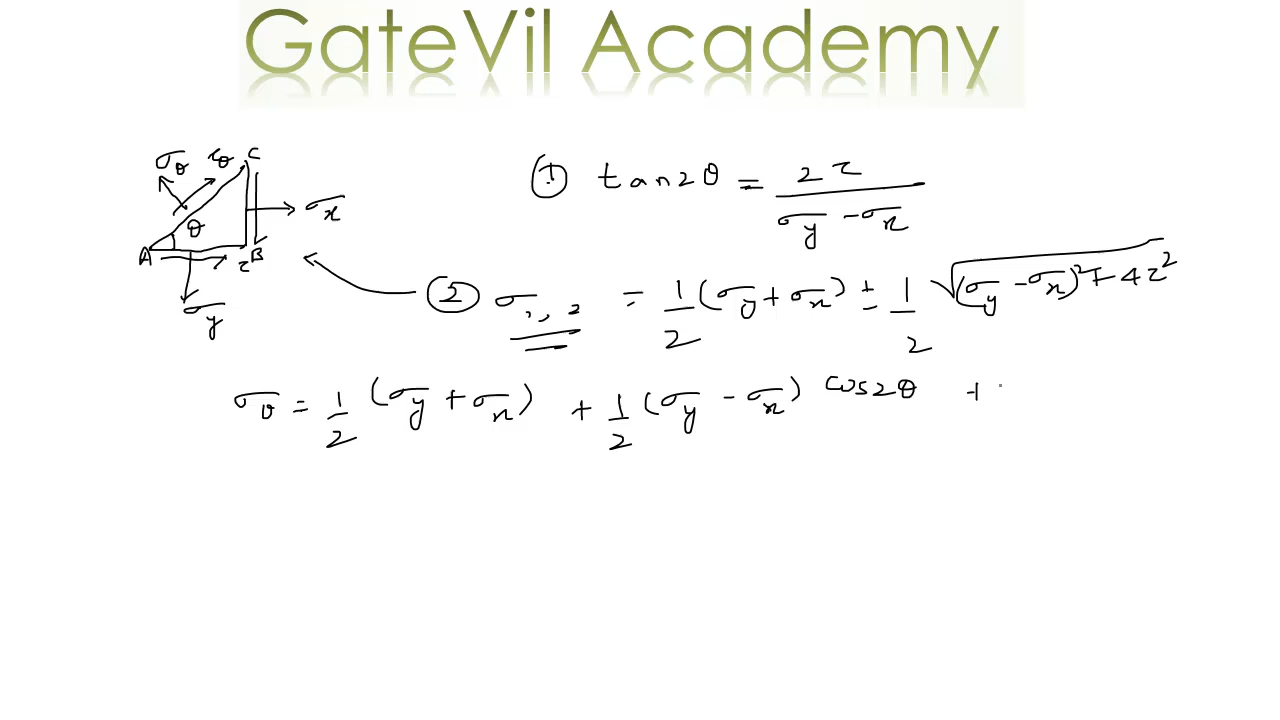 GateVil Academy
σθ τθ C
① tan2θ = 2τ / (σy - σx)
θ σx
A τ B
② σ1,2 = 1/2 (σy + σx) ± 1/2 √((σy - σx)² + 4τ²)
σy
σθ = 1/2 (σy + σx) + 1/2 (σy - σx) cos2θ +